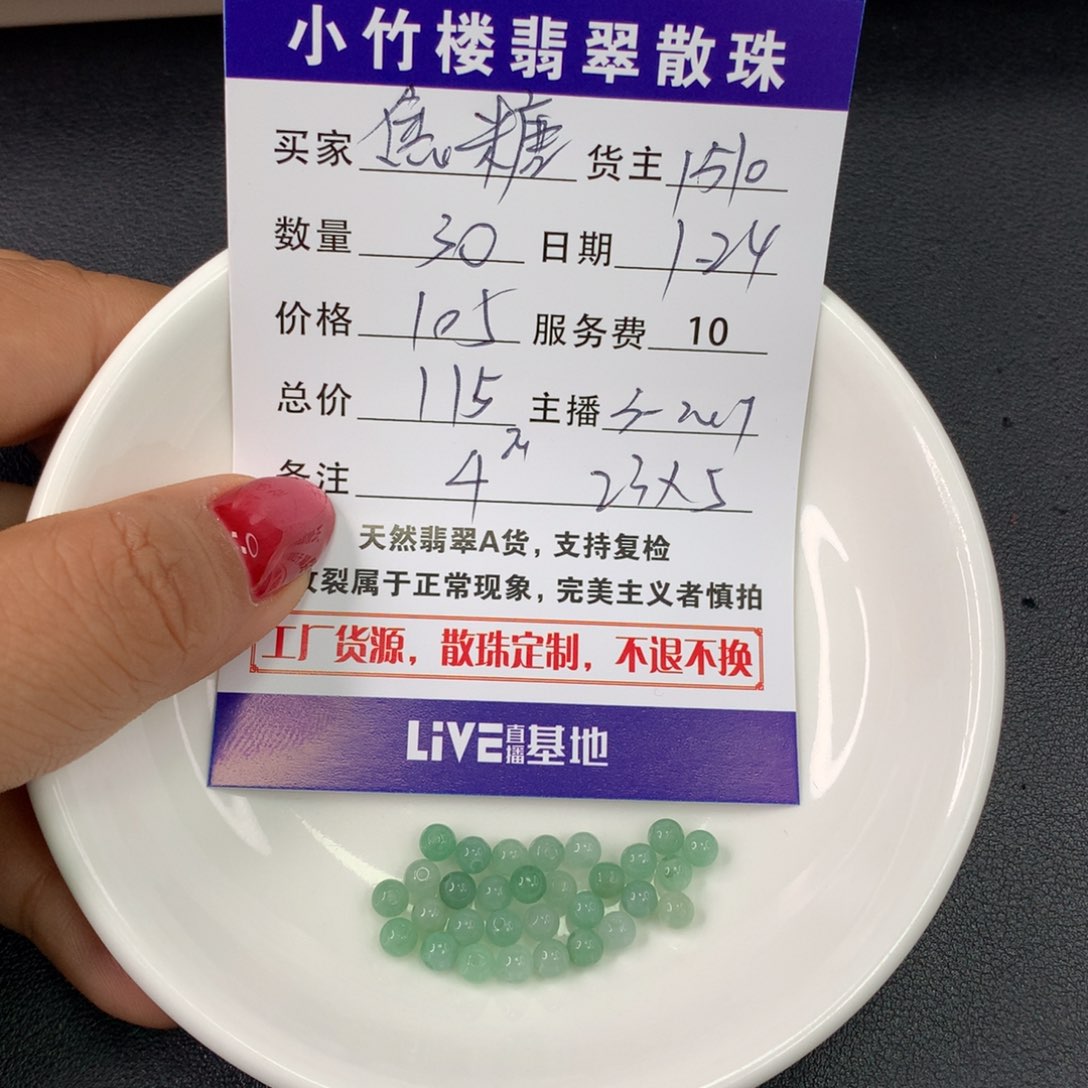 小竹楼翡翠散珠
买家 焦糖 货主 1510
数量 30 日期 1-24
价格 105 服务费 10
总价 115 主播
备注 4 23X5
天然翡翠A货，支持复检
纹裂属于正常现象，完美主义者慎拍
工厂货源，散珠定制，不退不换
LiVE直播基地